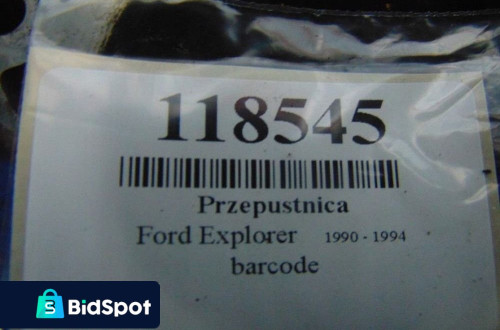 118545
Przepustnica
Ford Explorer 1990 - 1994
barcode
S
BidSpot